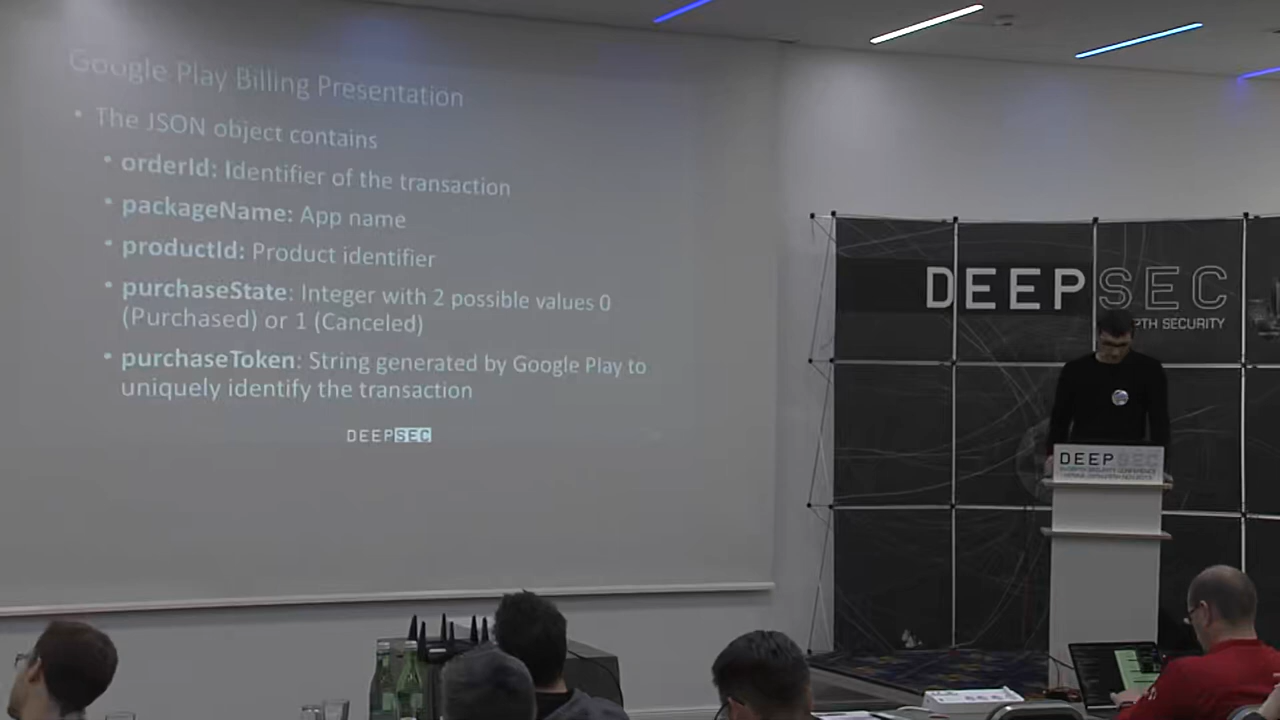 Google Play Billing Presentation
• The JSON object contains
• orderId: Identifier of the transaction
• packageName: App name
• productId: Product identifier
• purchaseState: Integer with 2 possible values 0
(Purchased) or 1 (Canceled)
• purchaseToken: String generated by Google Play to
uniquely identify the transaction
DEEPSEC
DEEPSEC
PTH SECURITY
DEEPSEC